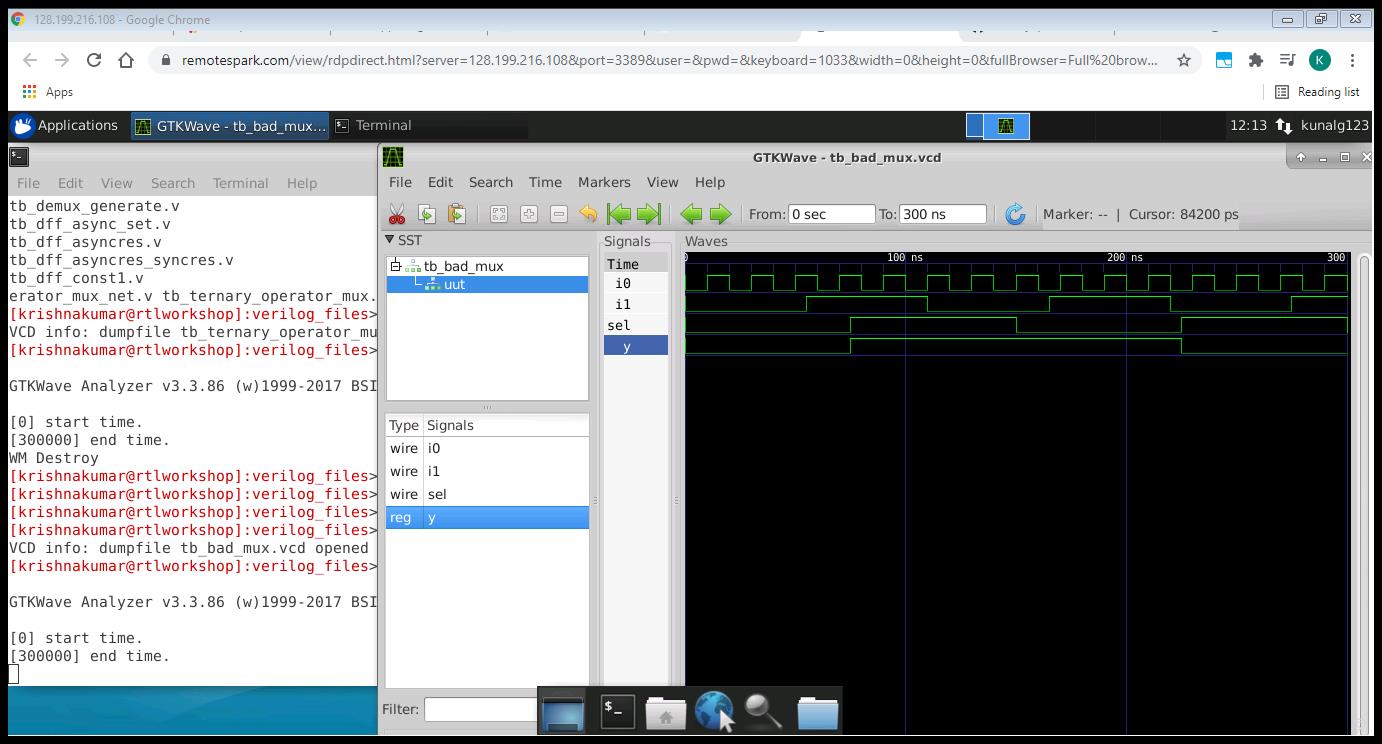 128.199.216.108 - Google Chrome
remotespark.com/view/rdpdirect.html?server=128.199.216.108&port=3389&user=&pwd=&keyboard=1033&width=0&height=0&fullBrowser=Full%20brow...
K
Apps
Reading list
Applications
GTKWave - tb_bad_mux...
Terminal
12:13
kunalg123
File Edit View Search Terminal Help
tb_demux_generate.v
tb_dff_async_set.v
tb_dff_asyncres.v
tb_dff_asyncres_syncres.v
tb_dff_const1.v
erator_mux_net.v tb_ternary_operator_mux.
[krishnakumar@rtlworkshop]:verilog_files>
VCD info: dumpfile tb_ternary_operator_mu
[krishnakumar@rtlworkshop]:verilog_files>
GTKWave Analyzer v3.3.86 (w)1999-2017 BSI
[0] start time.
[300000] end time.
WM Destroy
[krishnakumar@rtlworkshop]:verilog_files>
[krishnakumar@rtlworkshop]:verilog_files>
[krishnakumar@rtlworkshop]:verilog_files>
[krishnakumar@rtlworkshop]:verilog_files>
VCD info: dumpfile tb_bad_mux.vcd opened
[krishnakumar@rtlworkshop]:verilog_files>
GTKWave Analyzer v3.3.86 (w)1999-2017 BSI
[0] start time.
[300000] end time.
GTKWave - tb_bad_mux.vcd
File Edit Search Time Markers View Help
From: 0 sec To: 300 ns Marker: -- | Cursor: 84200 ps
SST
tb_bad_mux
uut
Type Signals
wire i0
wire i1
wire sel
reg y
Filter:
Signals
Time
i0
i1
sel
y
Waves
0 100 ns 200 ns 300
$_